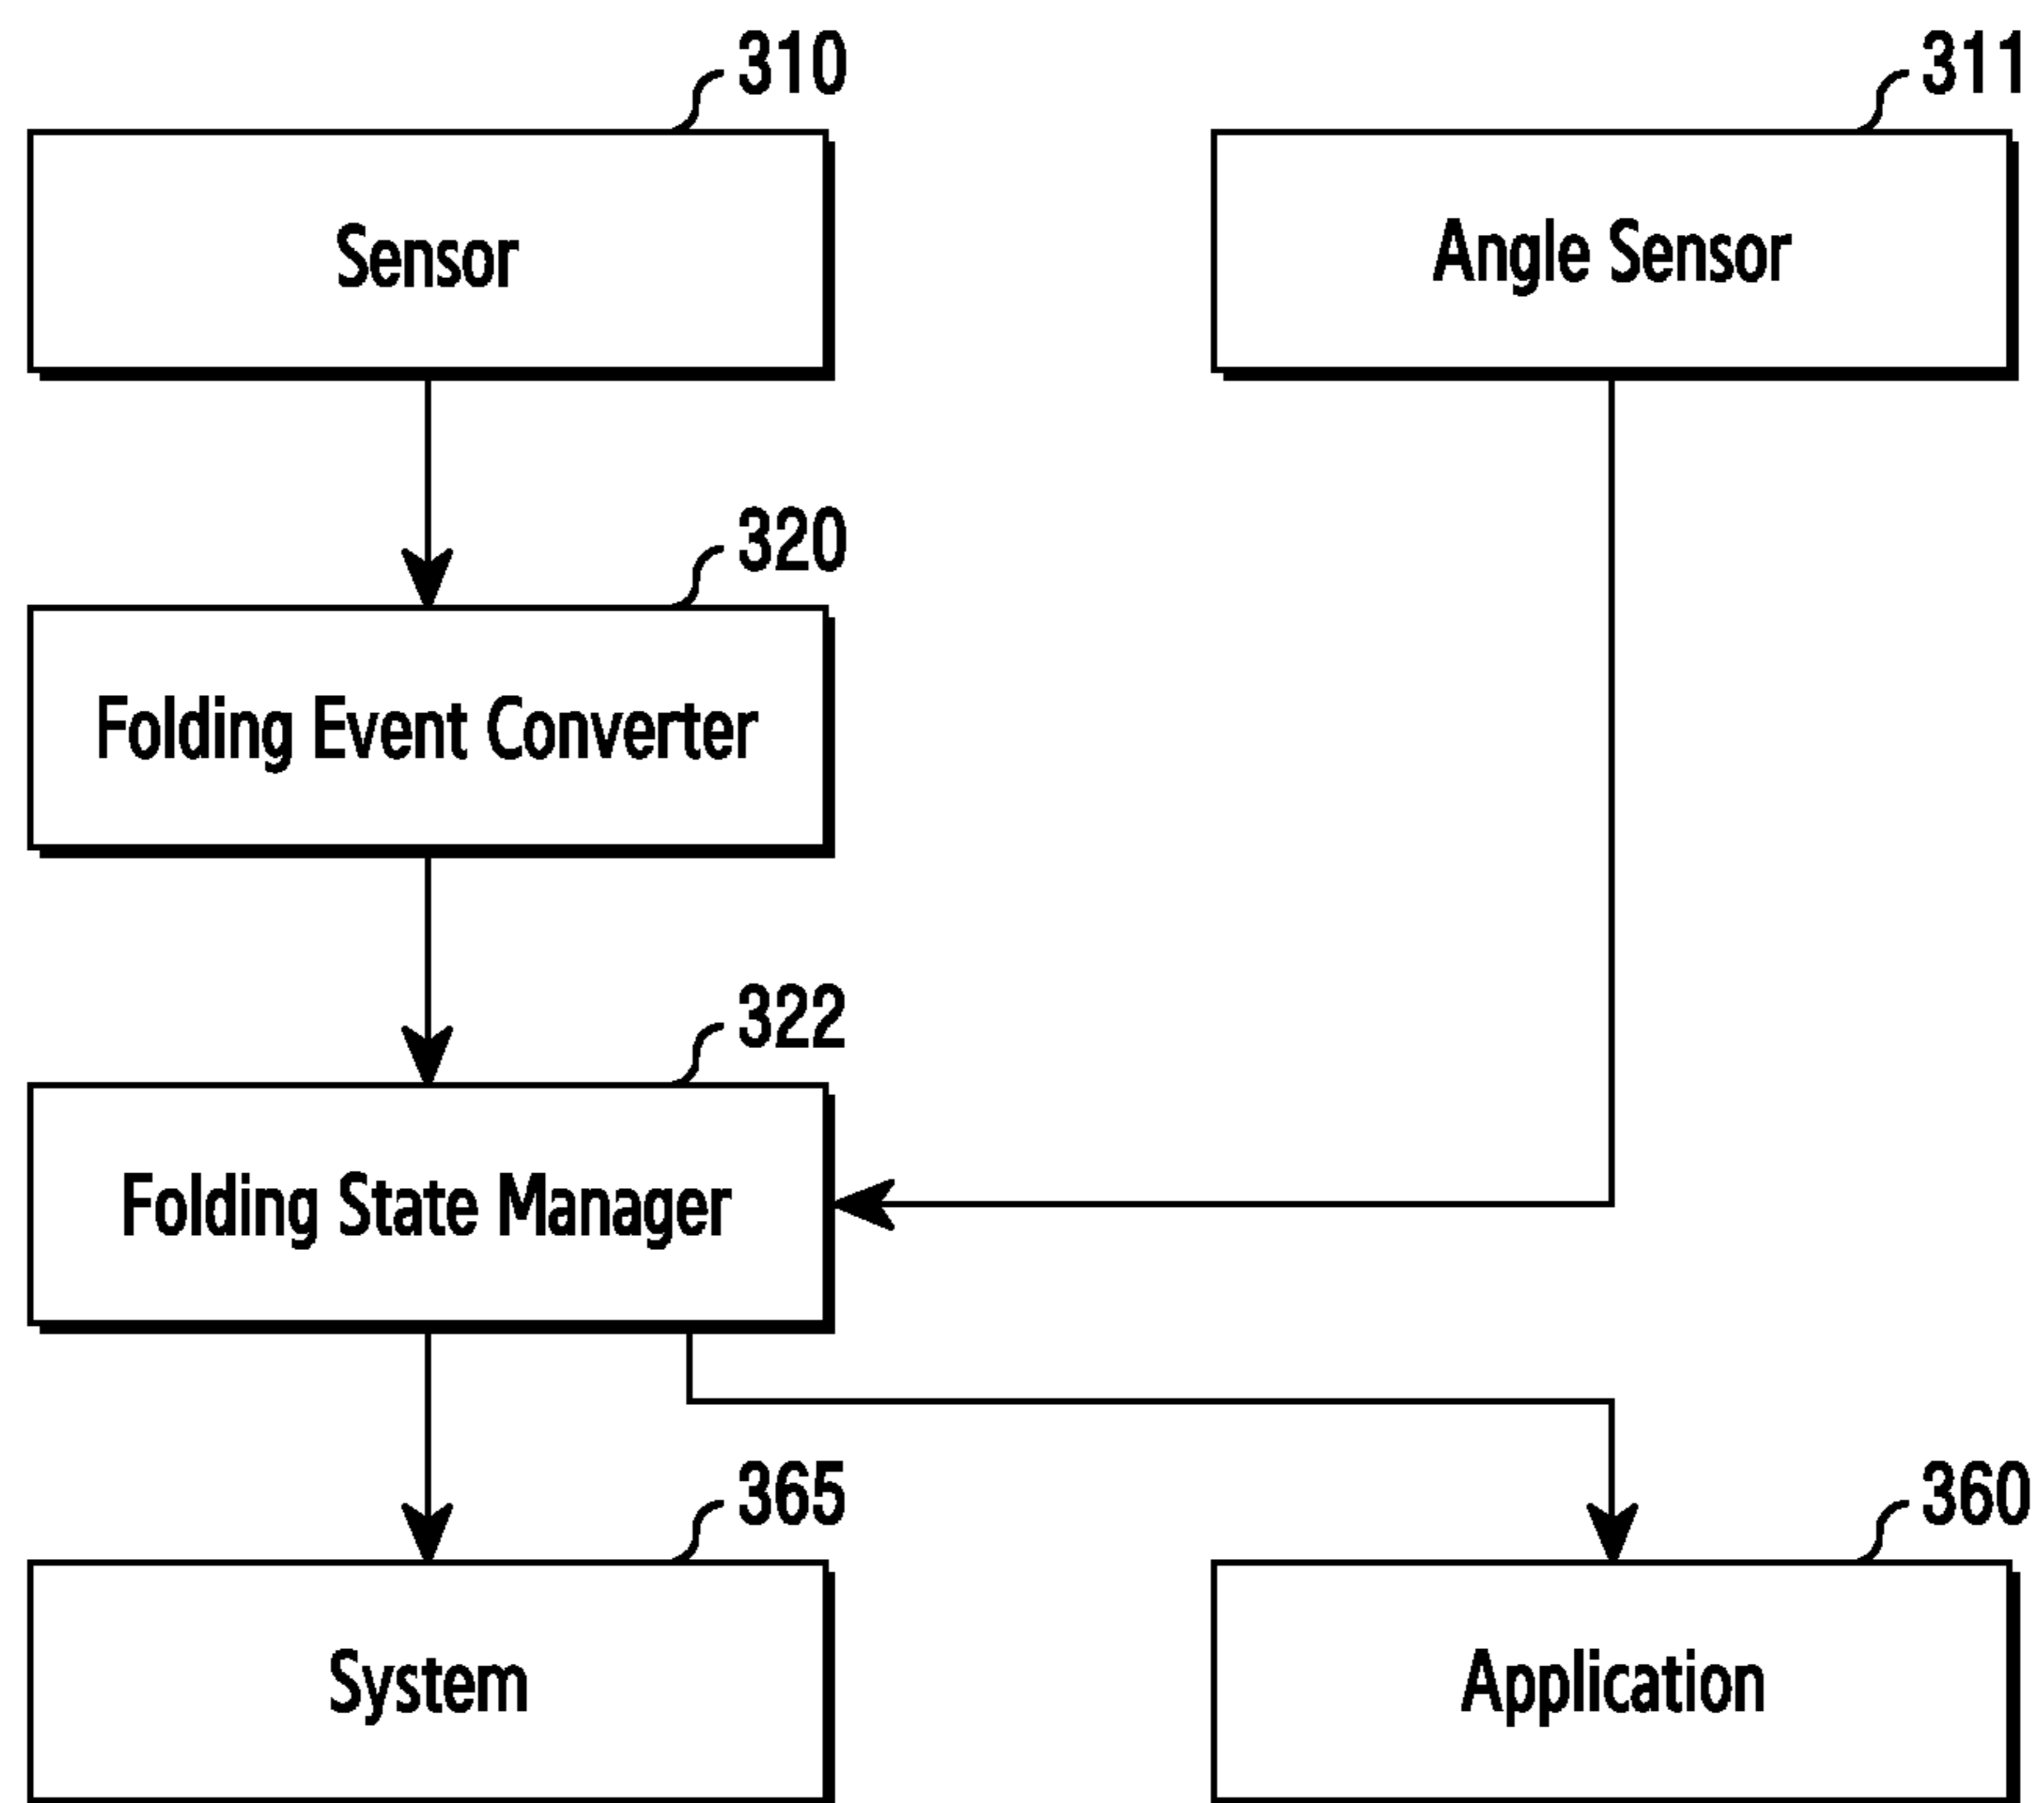 310
311
Sensor
Angle Sensor
320
Folding Event Converter
322
Folding State Manager
365
360
System
Application